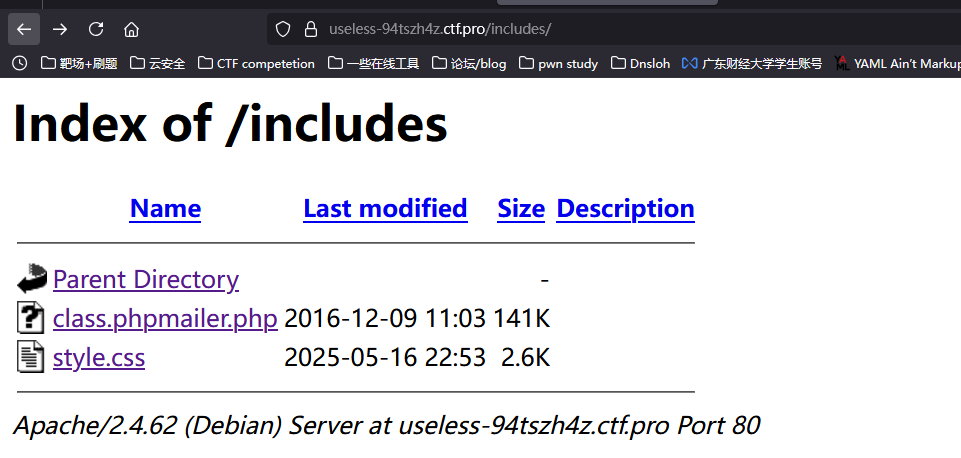 useless-94tszh4z.ctf.pro/includes/
靶场+刷题 云安全 CTF competetion 一些在线工具 论坛/blog pwn study Dnsloh 广东财经大学学生账号 YAML Ain't Markup
Index of /includes
Name Last modified Size Description
Parent Directory -
class.phpmailer.php 2016-12-09 11:03 141K
style.css 2025-05-16 22:53 2.6K
Apache/2.4.62 (Debian) Server at useless-94tszh4z.ctf.pro Port 80